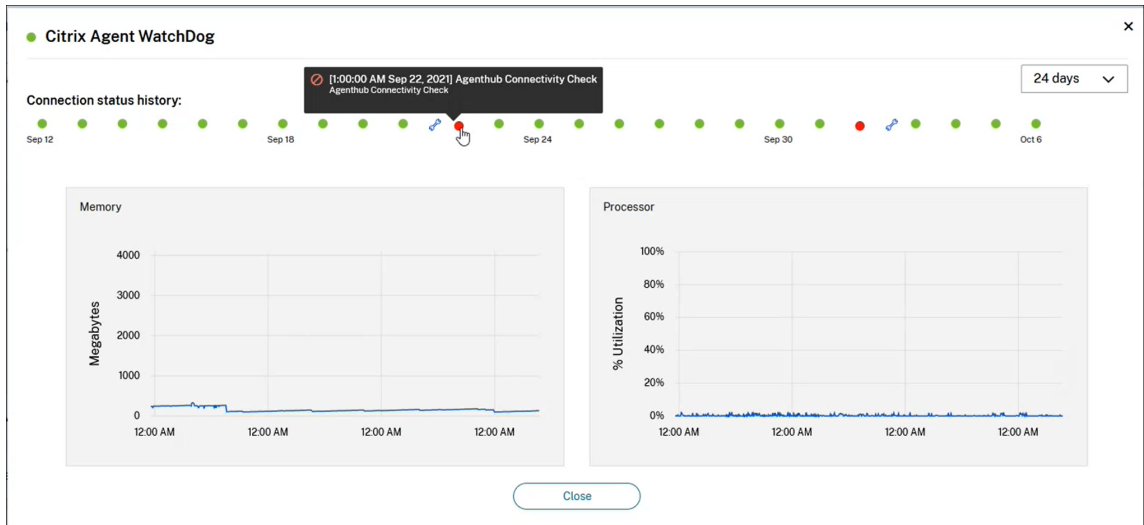 Citrix Agent WatchDog
[1:00:00 AM Sep 22, 2021] Agenthub Connectivity Check
Agenthub Connectivity Check
24 days
Connection status history:
Sep 12
Sep 18
Sep 24
Sep 30
Oct 6
Memory
Megabytes
4000
3000
2000
1000
0
12:00 AM
12:00 AM
12:00 AM
12:00 AM
Processor
% Utilization
100%
80%
60%
40%
20%
0%
12:00 AM
12:00 AM
12:00 AM
12:00 AM
Close